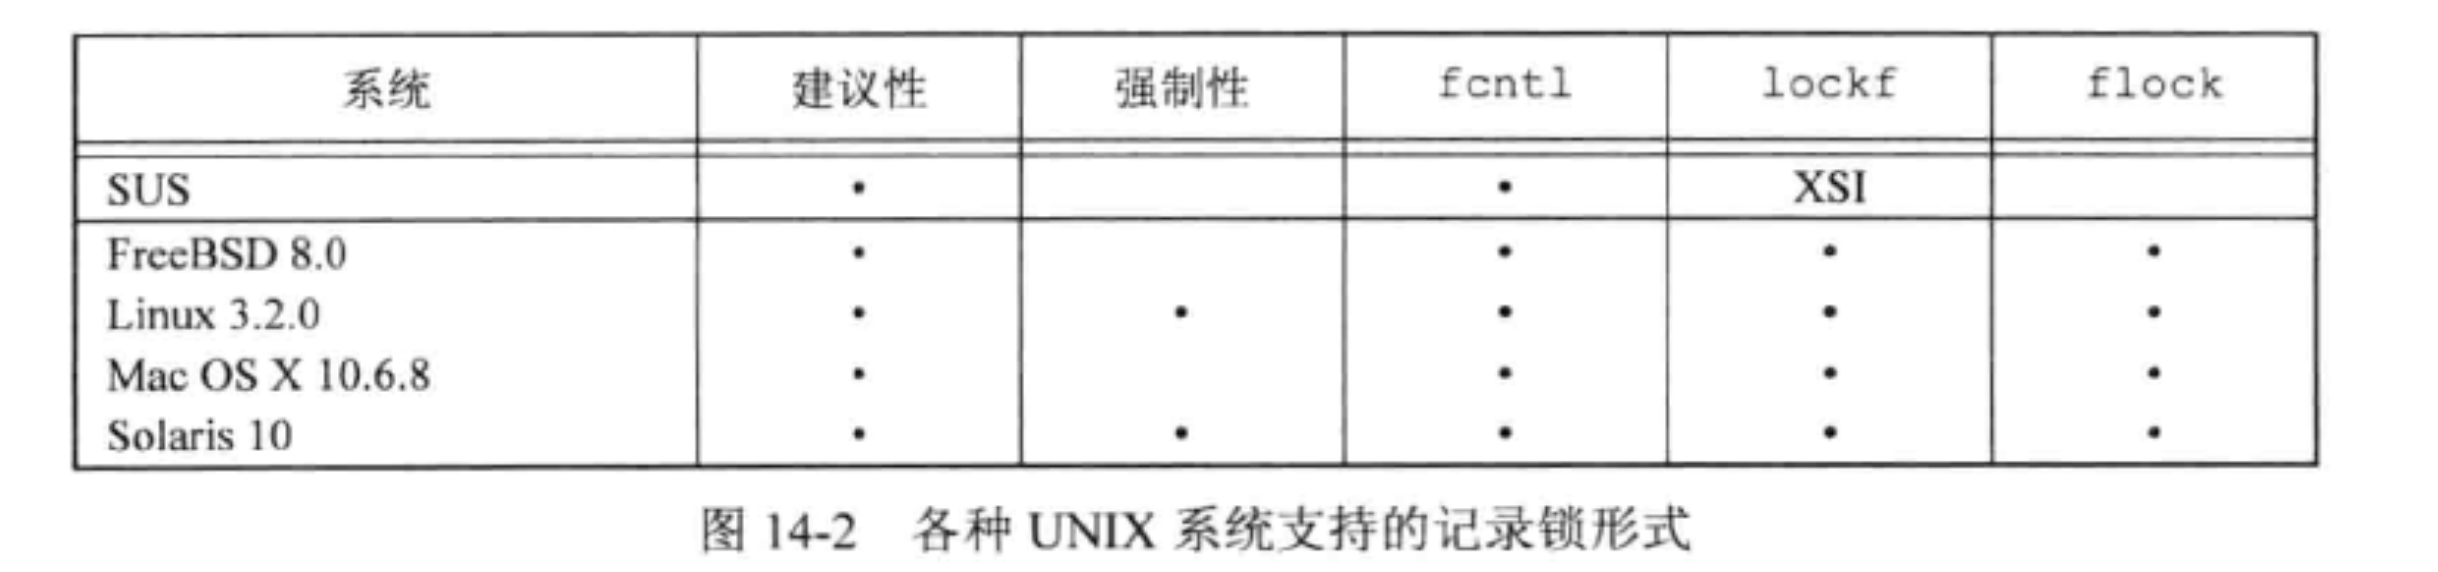 系统 建议性 强制性 fcntl lockf flock
SUS • • XSI
FreeBSD 8.0 • • • •
Linux 3.2.0 • • • • •
Mac OS X 10.6.8 • • • •
Solaris 10 • • • • •
图 14-2 各种 UNIX 系统支持的记录锁形式